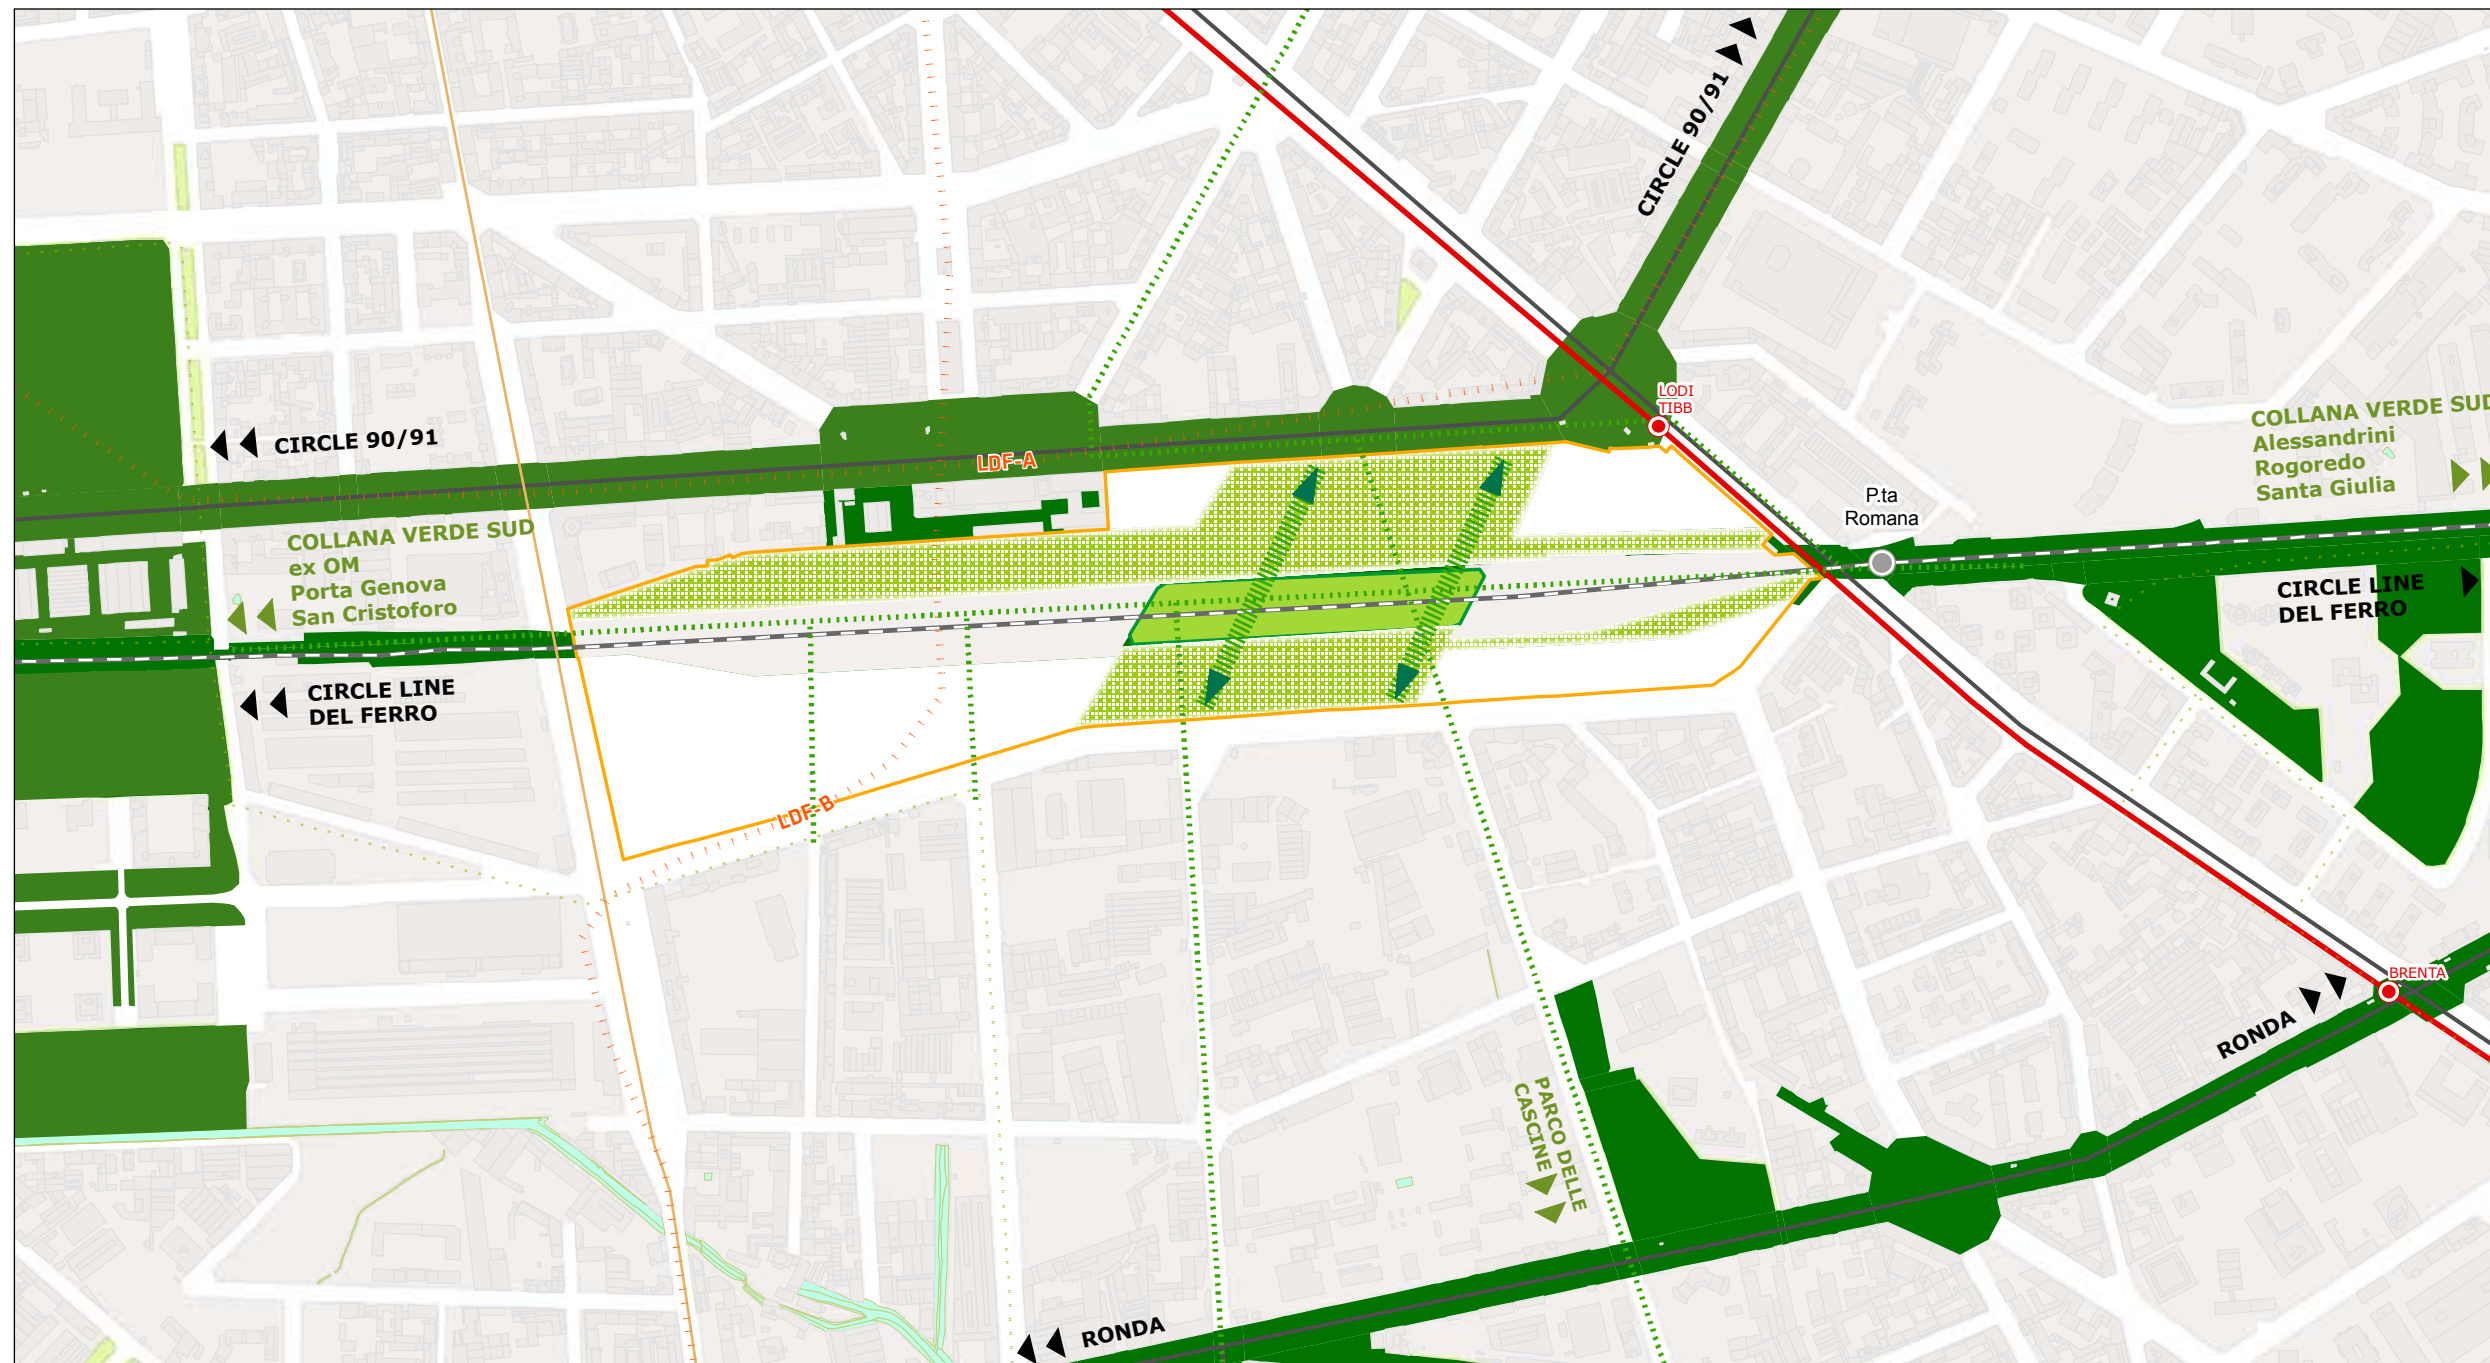 CIRCLE 90/91
LODI
TIBB
COLLANA VERDE SUD
Alessandrini
Rogoredo
Santa Giulia
CIRCLE 90/91
LDF-A
P.ta
Romana
COLLANA VERDE SUD
ex OM
Porta Genova
San Cristoforo
CIRCLE LINE
DEL FERRO
CIRCLE LINE
DEL FERRO
LDF-B
BRENTA
RONDA
PARCO DELLE
CASCINE
RONDA